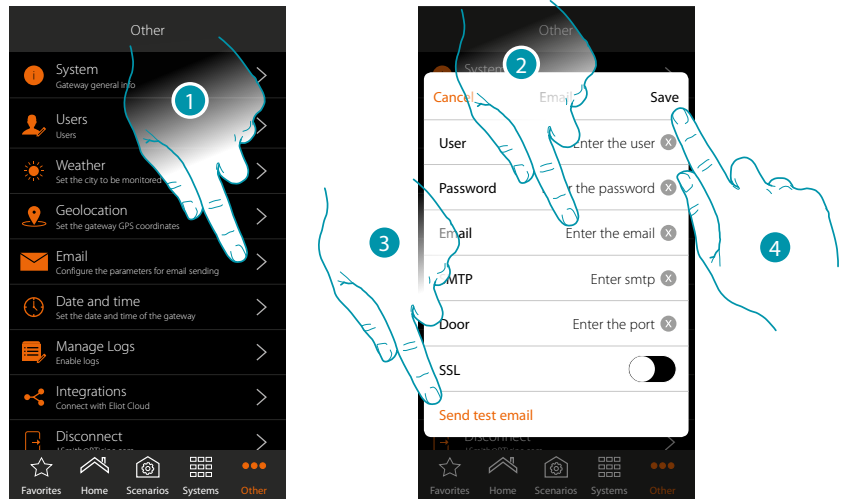 Other
System
Gateway general info
Users
Users
Weather
Set the city to be monitored
Geolocation
Set the gateway GPS coordinates
Email
Configure the parameters for email sending
Date and time
Set the date and time of the gateway
Manage Logs
Enable logs
Integrations
Connect with Eliot Cloud
Disconnect
Favorites Home Scenarios Systems Other
1
Other
System
Cancel Email Save
User Enter the user X
Password the password X
Email Enter the email X
SMTP Enter smtp X
Door Enter the port X
SSL
Send test email
Disconnect
Favorites Home Scenarios Systems Other
2
3
4